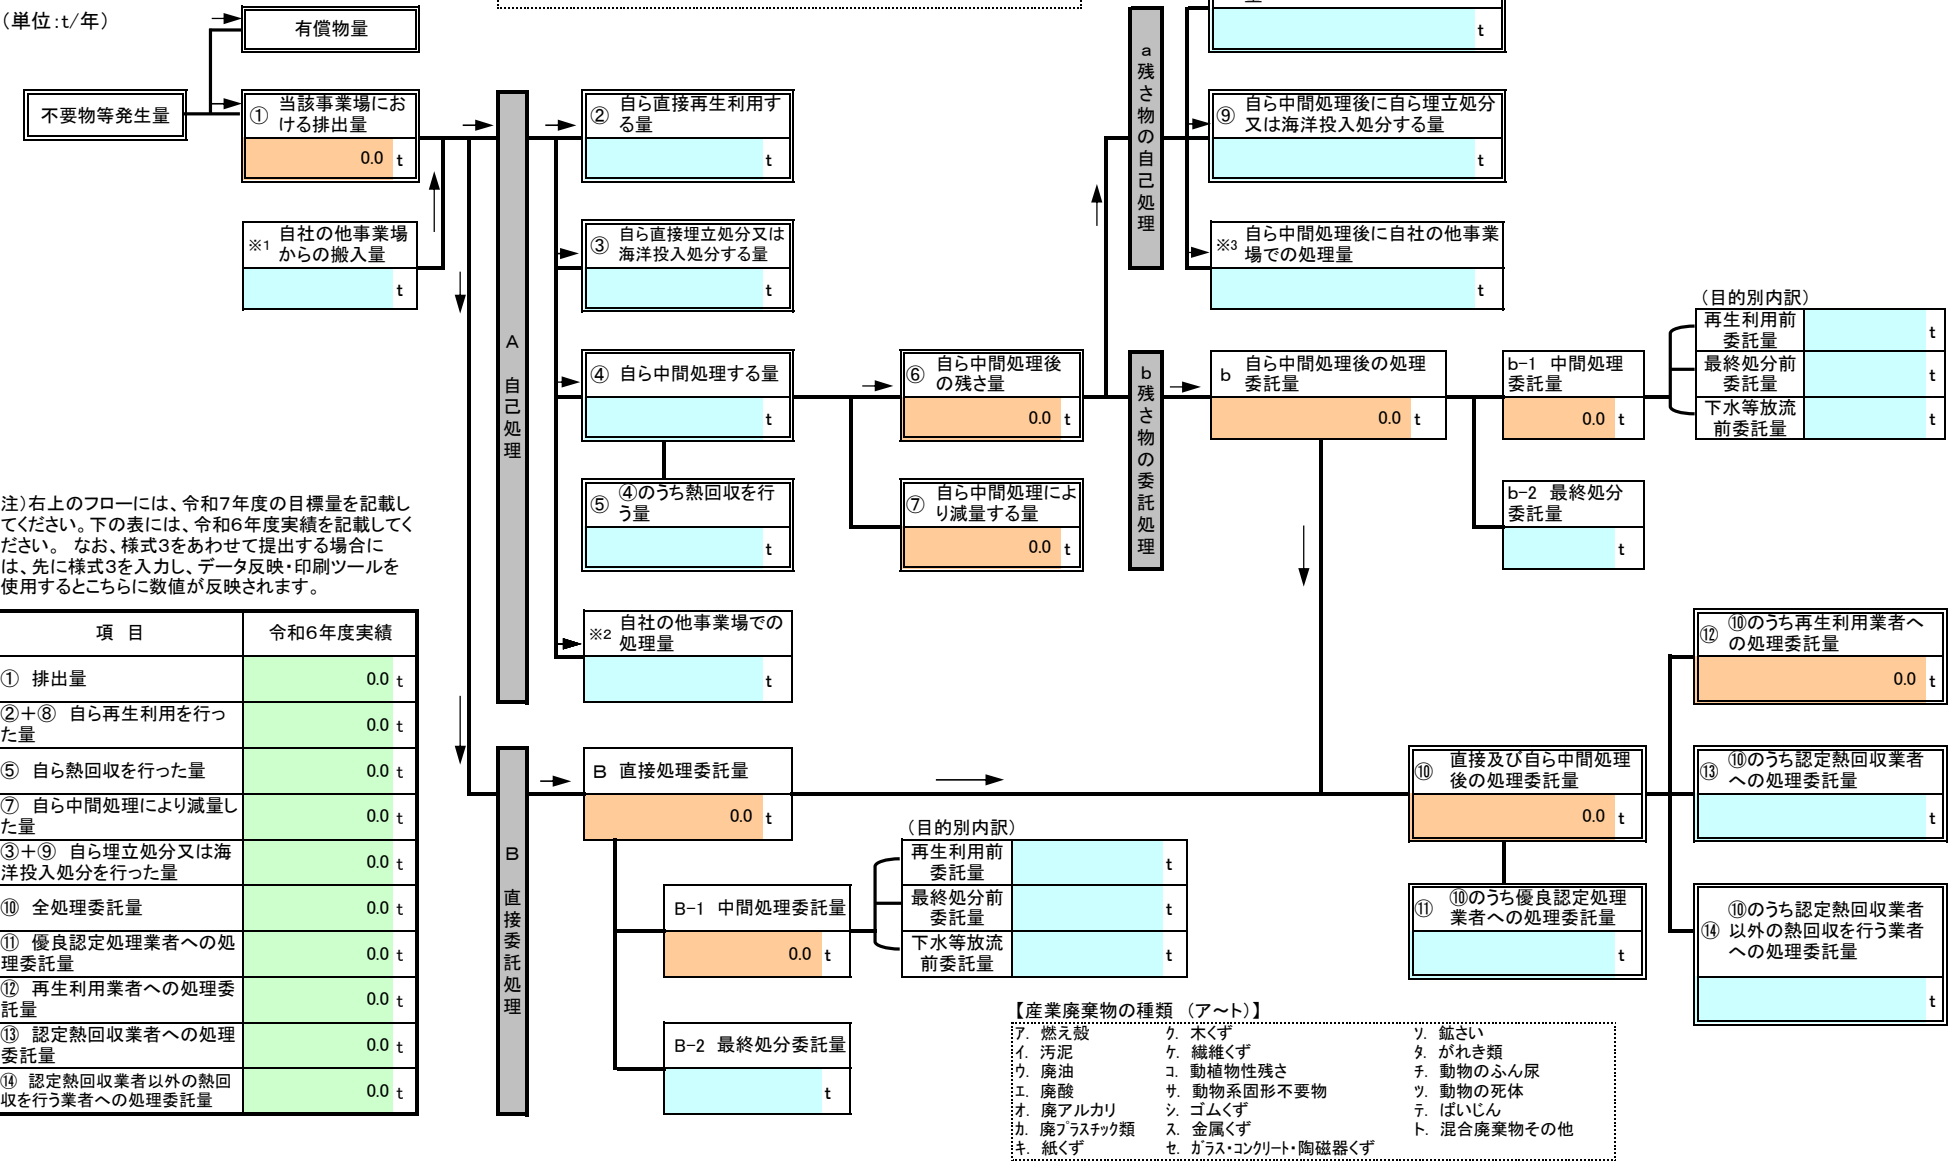 (単位:t/年)
有償物量
不要物等発生量
① 当該事業場にお
ける排出量
0.0 t
※1 自社の他事業場
からの搬入量
t
A 自己処理
② 自ら直接再生利用す
る量
t
③ 自ら直接埋立処分又は
海洋投入処分する量
t
④ 自ら中間処理する量
t
⑤ ④のうち熱回収を行
う量
t
※2 自社の他事業場での
処理量
t
⑥ 自ら中間処理後
の残さ量
0.0 t
⑦ 自ら中間処理によ
り減量する量
0.0 t
a 残さ物の自己処理
t
⑨ 自ら中間処理後に自ら埋立処分
又は海洋投入処分する量
t
※3 自ら中間処理後に自社の他事業
場での処理量
t
b 残さ物の委託処理
b 自ら中間処理後の処理
委託量
0.0 t
b-1 中間処理
委託量
0.0 t
b-2 最終処分
委託量
t
(目的別内訳)
再生利用前
委託量
t
最終処分前
委託量
t
下水等放流
前委託量
t
注)右上のフローには、令和7年度の目標量を記載し
てください。下の表には、令和6年度実績を記載してく
ださい。 なお、様式3をあわせて提出する場合に
は、先に様式3を入力し、データ反映・印刷ツールを
使用するとこちらに数値が反映されます。
項 目 令和6年度実績
① 排出量 0.0 t
②+⑧ 自ら再生利用を行っ
た量 0.0 t
⑤ 自ら熱回収を行った量 0.0 t
⑦ 自ら中間処理により減量し
た量 0.0 t
③+⑨ 自ら埋立処分又は海
洋投入処分を行った量 0.0 t
⑩ 全処理委託量 0.0 t
⑪ 優良認定処理業者への処
理委託量 0.0 t
⑫ 再生利用業者への処理委
託量 0.0 t
⑬ 認定熱回収業者への処理
委託量 0.0 t
⑭ 認定熱回収業者以外の熱回
収を行う業者への処理委託量 0.0 t
B 直接委託処理
B 直接処理委託量
0.0 t
B-1 中間処理委託量
0.0 t
B-2 最終処分委託量
t
(目的別内訳)
再生利用前
委託量
t
最終処分前
委託量
t
下水等放流
前委託量
t
⑩ 直接及び自ら中間処理
後の処理委託量
0.0 t
⑪ ⑩のうち優良認定処理
業者への処理委託量
t
⑫ ⑩のうち再生利用業者へ
の処理委託量
0.0 t
⑬ ⑩のうち認定熱回収業者
への処理委託量
t
⑭ ⑩のうち認定熱回収業者
以外の熱回収を行う業者
への処理委託量
t
【産業廃棄物の種類 (ア～ト)】
ア. 燃え殻 ク. 木くず ソ. 鉱さい
イ. 汚泥 ケ. 繊維くず タ. がれき類
ウ. 廃油 コ. 動植物性残さ チ. 動物のふん尿
エ. 廃酸 サ. 動物系固形不要物 ツ. 動物の死体
オ. 廃アルカリ シ. ゴムくず テ. ばいじん
カ. 廃プラスチック類 ス. 金属くず ト. 混合廃棄物その他
キ. 紙くず セ. ガラス・コンクリート・陶磁器くず